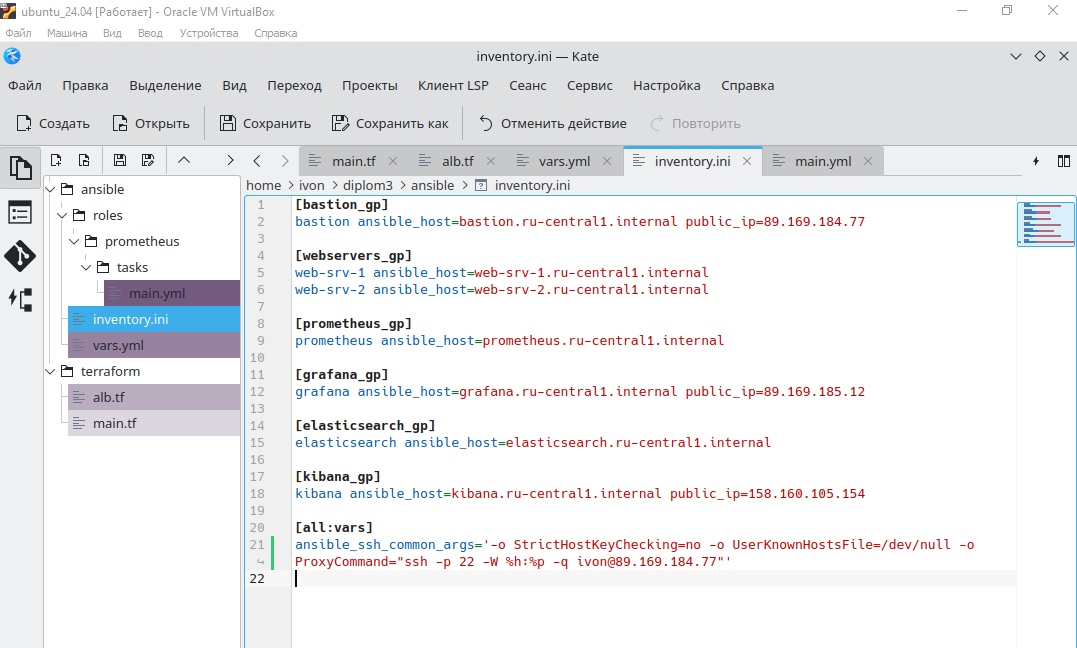 ubuntu_24.04 [Работает] - Oracle VM VirtualBox
Файл Машина Вид Ввод Устройства Справка
inventory.ini — Kate
Файл Правка Выделение Вид Переход Проекты Клиент LSP Сеанс Сервис Настройка Справка
Создать Открыть Сохранить Сохранить как Отменить действие Повторить
main.tf alb.tf vars.yml inventory.ini main.yml
home ivon diplom3 ansible inventory.ini
ansible
roles
prometheus
tasks
main.yml
inventory.ini
vars.yml
terraform
alb.tf
main.tf
1 [bastion_gp]
2 bastion ansible_host=bastion.ru-central1.internal public_ip=89.169.184.77
3
4 [webservers_gp]
5 web-srv-1 ansible_host=web-srv-1.ru-central1.internal
6 web-srv-2 ansible_host=web-srv-2.ru-central1.internal
7
8 [prometheus_gp]
9 prometheus ansible_host=prometheus.ru-central1.internal
10
11 [grafana_gp]
12 grafana ansible_host=grafana.ru-central1.internal public_ip=89.169.185.12
13
14 [elasticsearch_gp]
15 elasticsearch ansible_host=elasticsearch.ru-central1.internal
16
17 [kibana_gp]
18 kibana ansible_host=kibana.ru-central1.internal public_ip=158.160.105.154
19
20 [all:vars]
21 ansible_ssh_common_args='-o StrictHostKeyChecking=no -o UserKnownHostsFile=/dev/null -o
ProxyCommand="ssh -p 22 -W %h:%p -q ivon@89.169.184.77"'
22